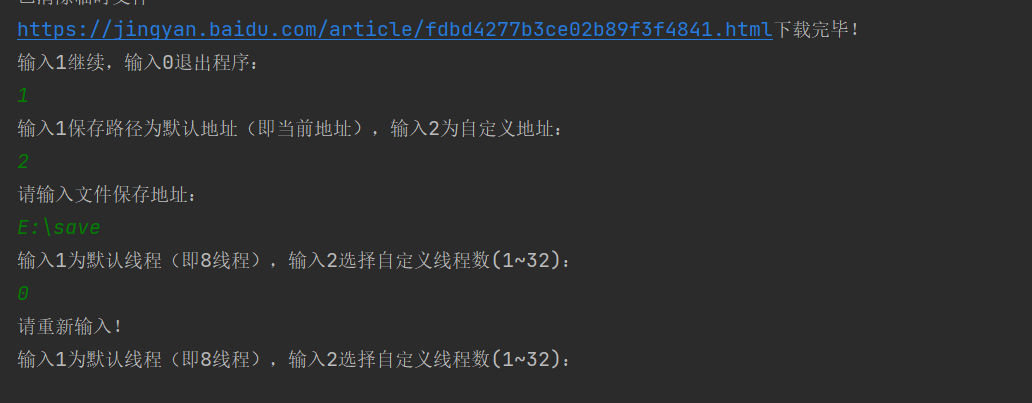 https://jingyan.baidu.com/article/fdbd4277b3ce02b89f3f4841.html下载完毕!
输入1继续，输入0退出程序：
1
输入1保存路径为默认地址（即当前地址），输入2为自定义地址：
2
请输入文件保存地址：
E:\save
输入1为默认线程（即8线程），输入2选择自定义线程数(1~32)：
0
请重新输入!
输入1为默认线程（即8线程），输入2选择自定义线程数(1~32)：